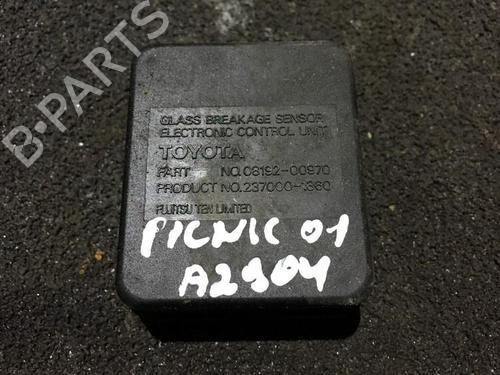 B-PARTS
GLASS BREAKAGE SENSOR
ELECTRONIC CONTROL UNIT
TOYOTA
PART NO.08192-00970
PRODUCT NO.237000-1360
FUJITSU TEN LIMITED
PICNIC 01
A2904